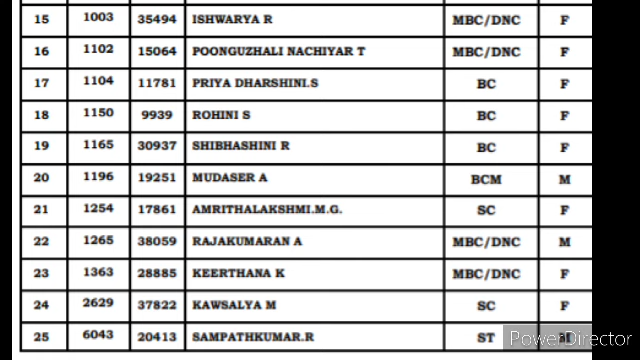 15 1003 35494 ISHWARYA R MBC/DNC F
16 1102 15064 POONGUZHALI NACHIYAR T MBC/DNC F
17 1104 11781 PRIYA DHARSHINI.S BC F
18 1150 9939 ROHINI S BC F
19 1165 30937 SHIBHASHINI R BC F
20 1196 19251 MUDASER A BCM M
21 1254 17861 AMRITHALAKSHMI.M.G. SC F
22 1265 38059 RAJAKUMARAN A MBC/DNC M
23 1363 28885 KEERTHANA K MBC/DNC F
24 2629 37822 KAWSALYA M SC F
25 6043 20413 SAMPATHKUMAR.R ST M
PowerDirector